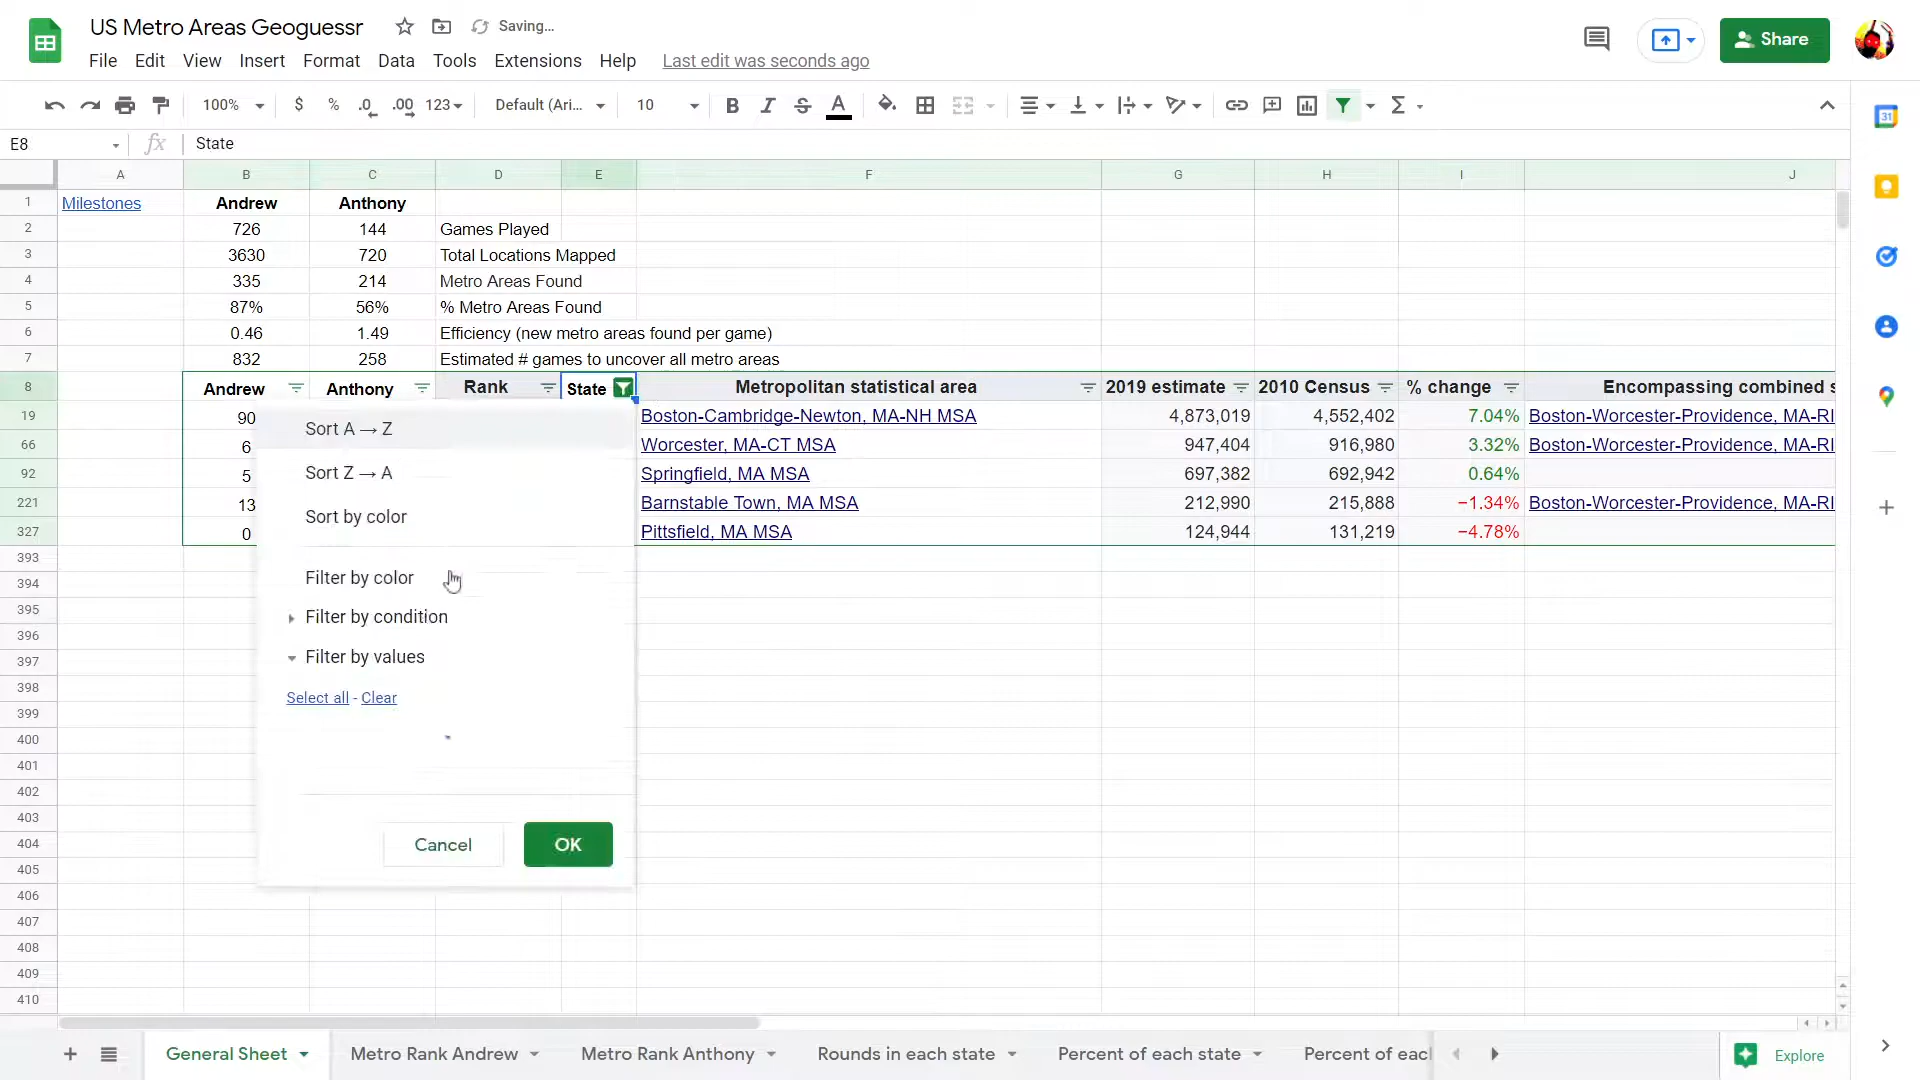 US Metro Areas Geoguessr Saving...
File Edit View Insert Format Data Tools Extensions Help Last edit was seconds ago
Share
100% $ % .0 .00 123 Default (Ari... 10 B I S A Σ
31
E8 fx State
A B C D E F G H I J
1 Milestones Andrew Anthony
2 726 144 Games Played
3 3630 720 Total Locations Mapped
4 335 214 Metro Areas Found
5 87% 56% % Metro Areas Found
6 0.46 1.49 Efficiency (new metro areas found per game)
7 832 258 Estimated # games to uncover all metro areas
8 Andrew Anthony Rank State Metropolitan statistical area 2019 estimate 2010 Census % change Encompassing combined s
19 90 Boston-Cambridge-Newton, MA-NH MSA 4,873,019 4,552,402 7.04% Boston-Worcester-Providence, MA-RI
66 6 Worcester, MA-CT MSA 947,404 916,980 3.32% Boston-Worcester-Providence, MA-RI
92 5 Springfield, MA MSA 697,382 692,942 0.64%
221 13 Barnstable Town, MA MSA 212,990 215,888 −1.34% Boston-Worcester-Providence, MA-RI
327 0 Pittsfield, MA MSA 124,944 131,219 −4.78%
Sort A → Z
Sort Z → A
Sort by color
Filter by color
Filter by condition
Filter by values
Select all - Clear
Cancel OK
393
394
395
396
397
398
399
400
401
402
403
404
405
406
407
408
409
410
+ General Sheet Metro Rank Andrew Metro Rank Anthony Rounds in each state Percent of each state Percent of eacl Explore